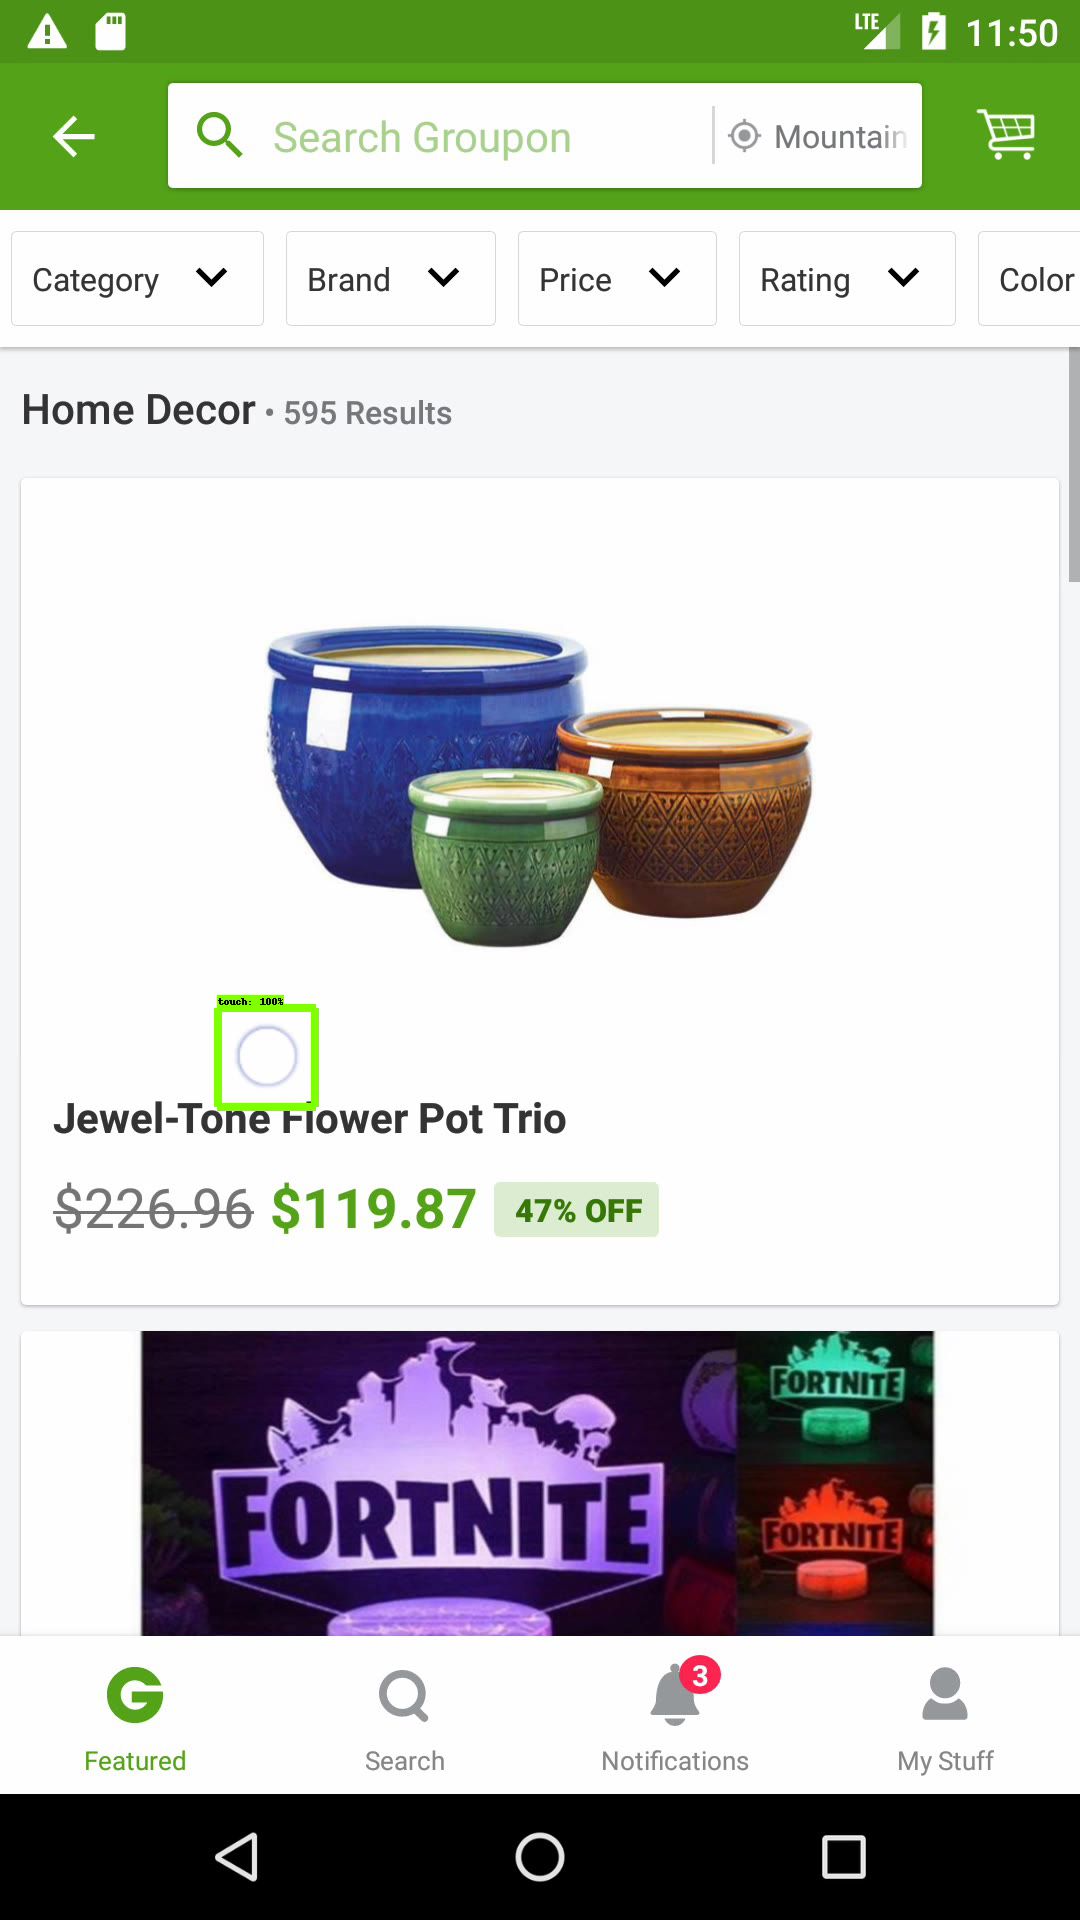 LTE 11:50
Search Groupon Mountain
Category Brand Price Rating Color
Home Decor • 595 Results
touch: 100%
Jewel-Tone Flower Pot Trio
$226.96 $119.87 47% OFF
FORTNITE
FORTNITE
FORTNITE
3
Featured Search Notifications My Stuff